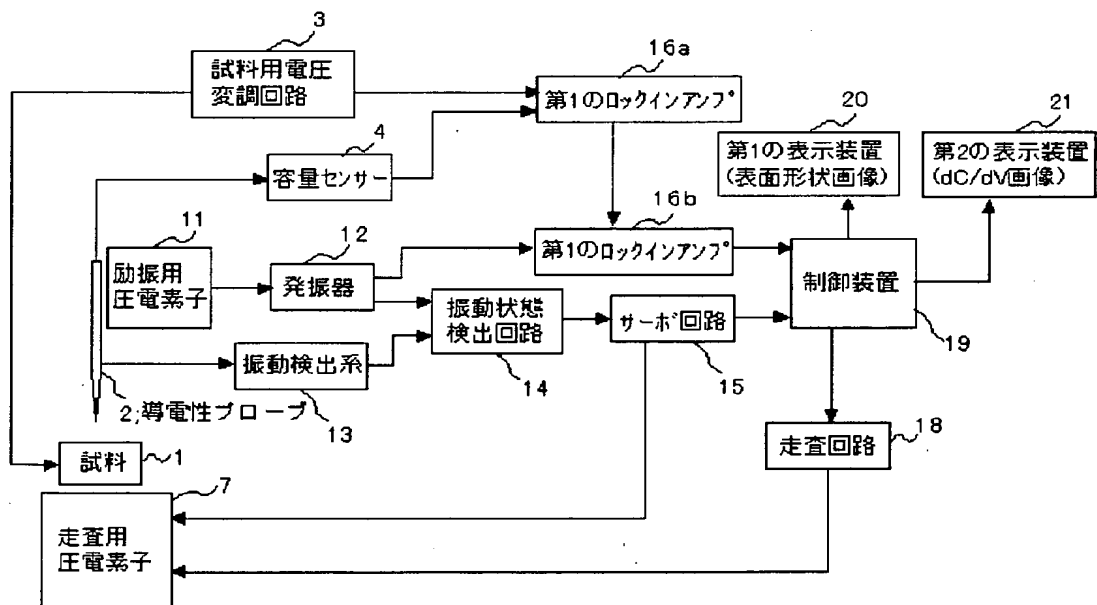 3
試料用電圧
変調回路
16a
第1のロックインアンプ
20
第1の表示装置
(表面形状画像)
21
第2の表示装置
(dC/dV画像)
4
容量センサー
16b
第1のロックインアンプ
11
励振用
圧電素子
12
発振器
振動状態
検出回路
14
サーボ回路
15
制御装置
19
振動検出系
13
2;導電性プローブ
走査回路
18
試料
1
7
走査用
圧電素子